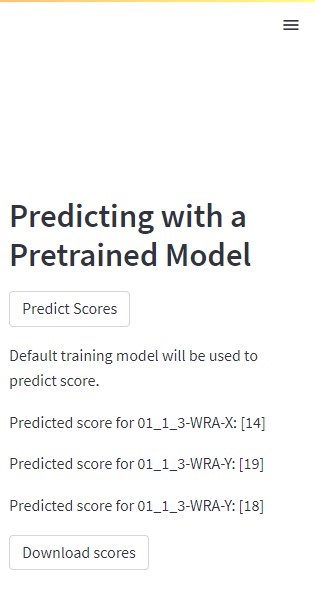 Predicting with a
Pretrained Model
Predict Scores
Default training model will be used to
predict score.
Predicted score for 01_1_3-WRA-X: [14]
Predicted score for 01_1_3-WRA-Y: [19]
Predicted score for 01_1_3-WRA-Y: [18]
Download scores